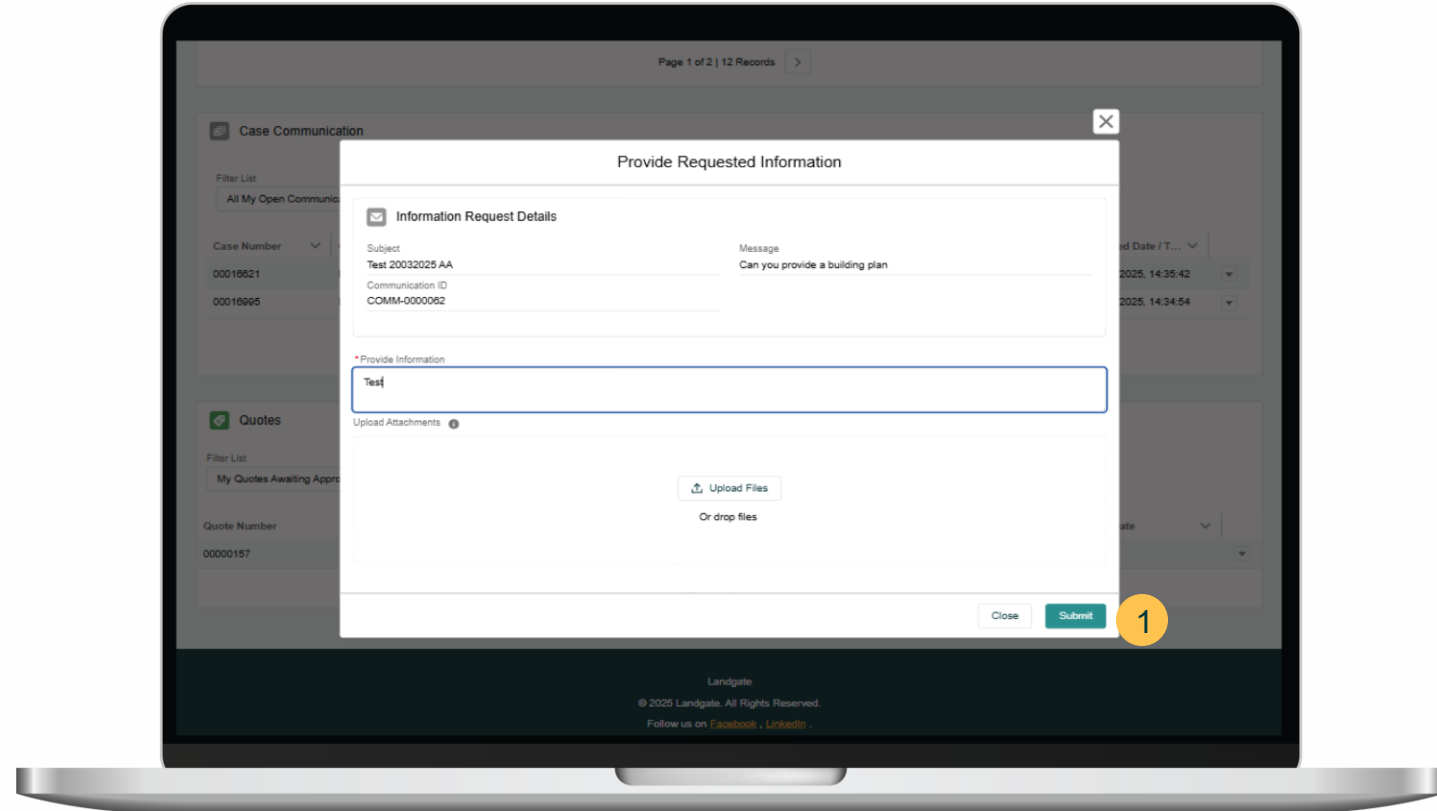 Page 1 of 2 | 12 Records
Case Communication
Filter List
All My Open Communic
Case Number
ed Date / T...
00016621
2025, 14:35:42
00016995
2025, 14:34:54
Provide Requested Information
Information Request Details
Subject
Message
Test 20032025 AA
Can you provide a building plan
Communication ID
COMM-0000062
*Provide Information
Test
Upload Attachments
Upload Files
Or drop files
Close
Submit
1
Quotes
Filter List
My Quotes Awaiting Appro
Quote Number
ate
00000157
Landgate
© 2025 Landgate. All Rights Reserved.
Follow us on Facebook , LinkedIn .